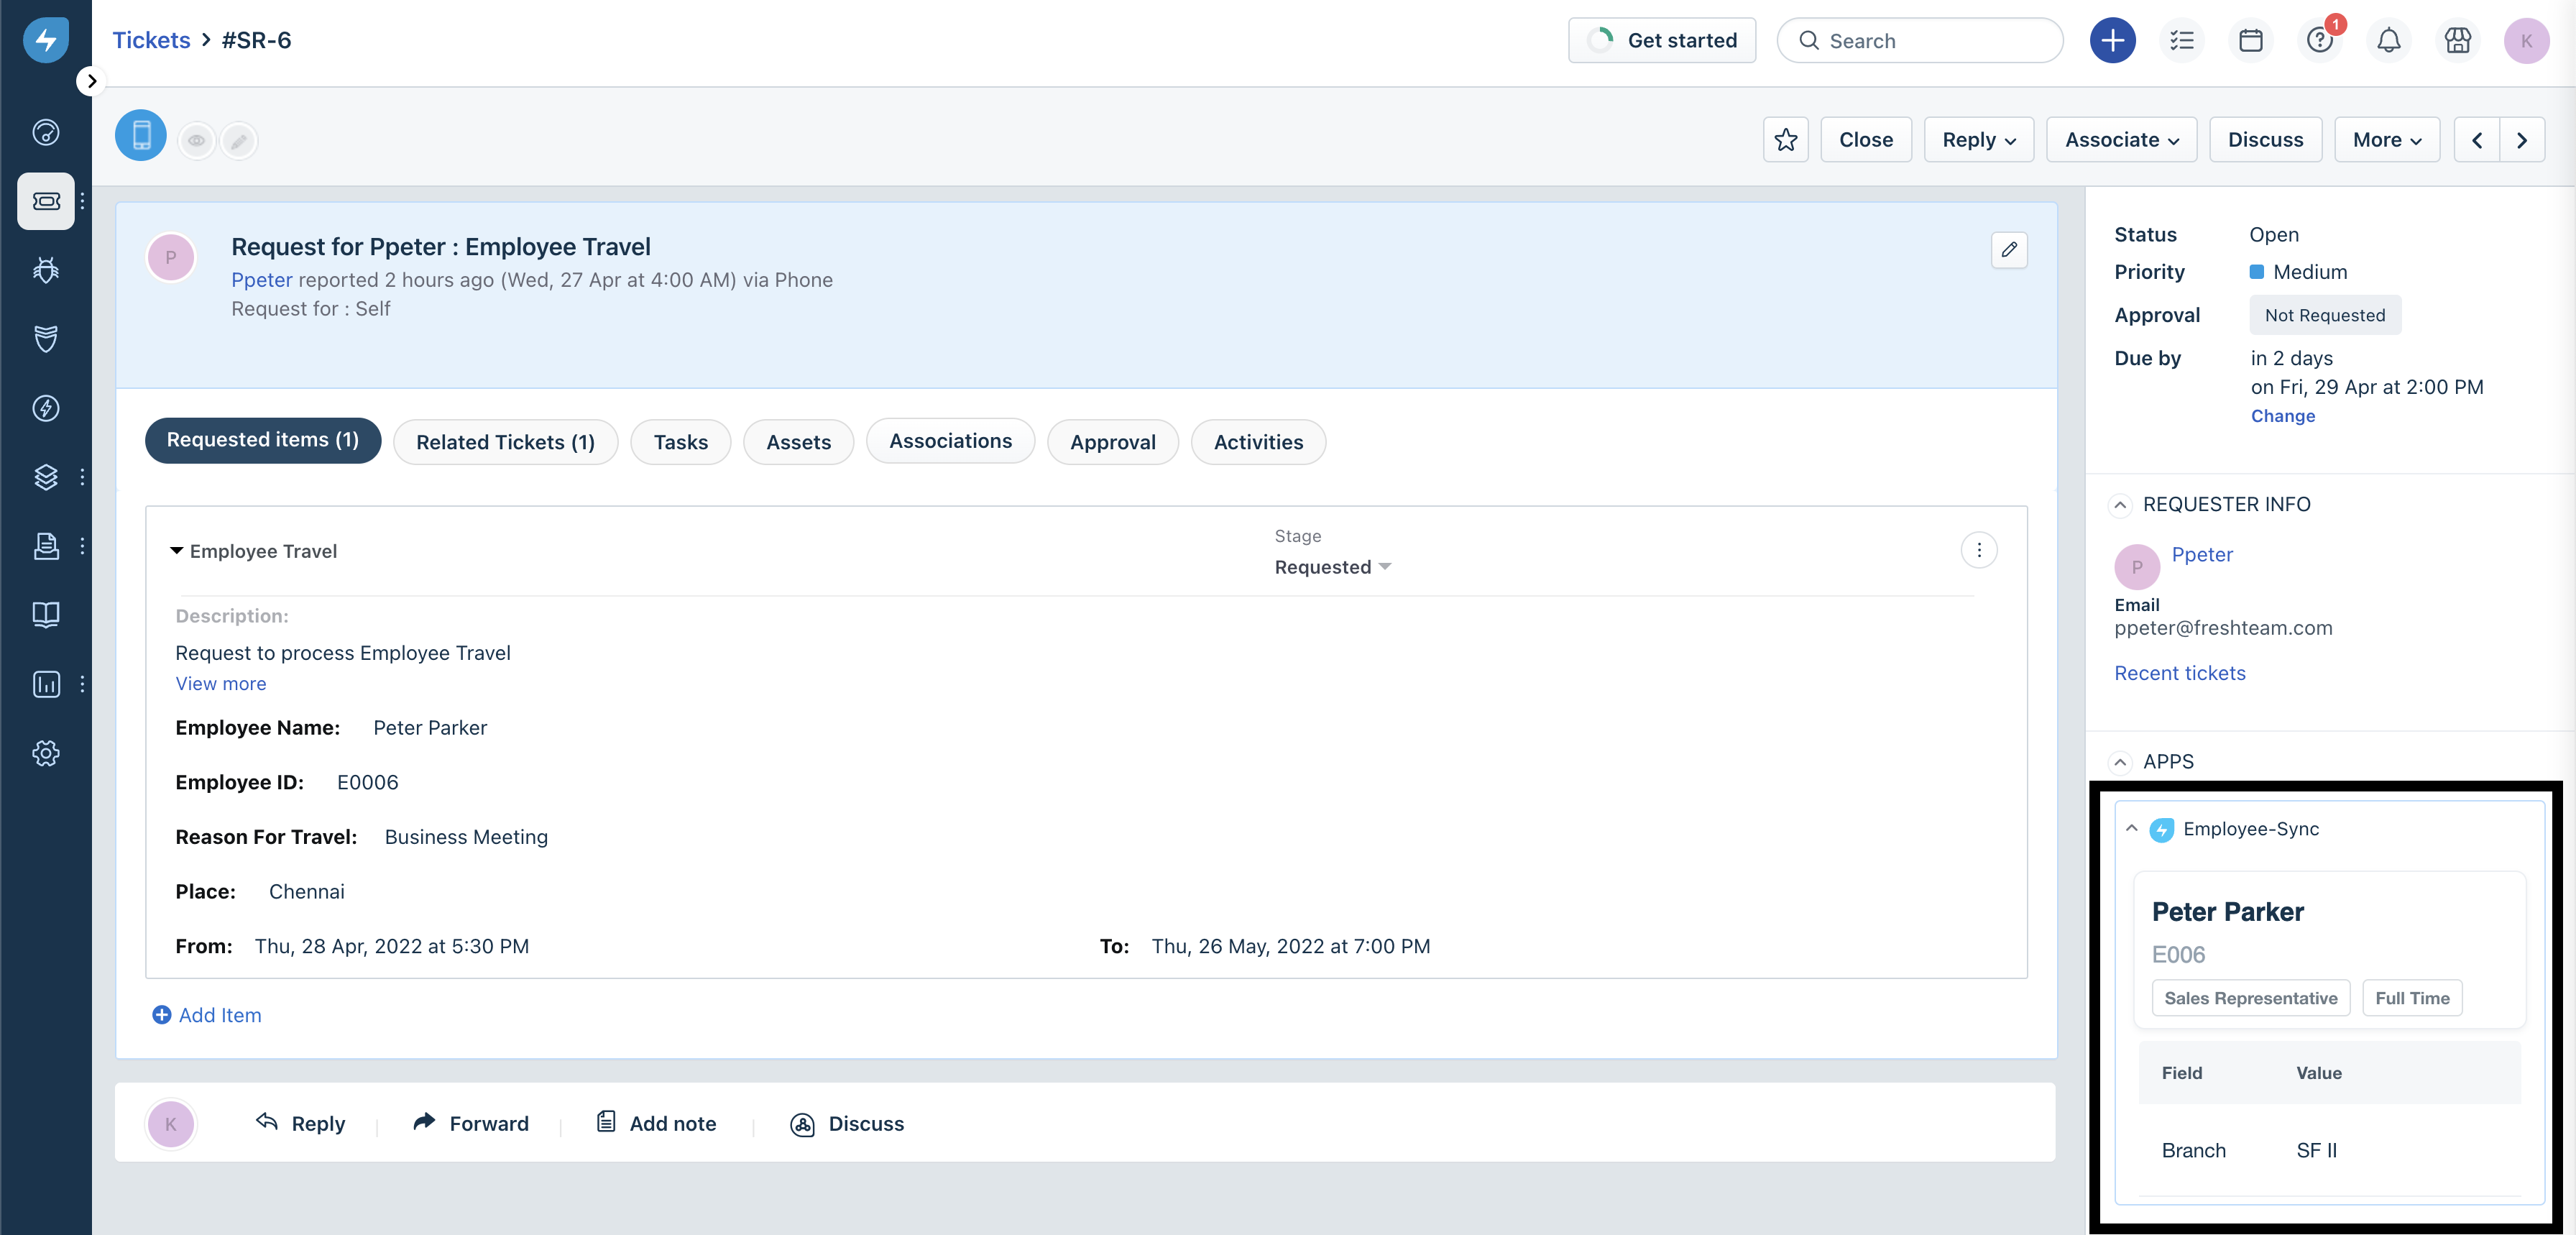 Tickets > #SR-6
Get started
Search
1
K
Close
Reply
Associate
Discuss
More
P
Request for Ppeter : Employee Travel
Ppeter reported 2 hours ago (Wed, 27 Apr at 4:00 AM) via Phone
Request for : Self
Requested items (1)
Related Tickets (1)
Tasks
Assets
Associations
Approval
Activities
Employee Travel
Stage
Requested
Description:
Request to process Employee Travel
View more
Employee Name: Peter Parker
Employee ID: E0006
Reason For Travel: Business Meeting
Place: Chennai
From: Thu, 28 Apr, 2022 at 5:30 PM
To: Thu, 26 May, 2022 at 7:00 PM
Add Item
K
Reply
Forward
Add note
Discuss
Status Open
Priority Medium
Approval Not Requested
Due by in 2 days
on Fri, 29 Apr at 2:00 PM
Change
REQUESTER INFO
P
Ppeter
Email
ppeter@freshteam.com
Recent tickets
APPS
Employee-Sync
Peter Parker
E006
Sales Representative
Full Time
Field Value
Branch SF II